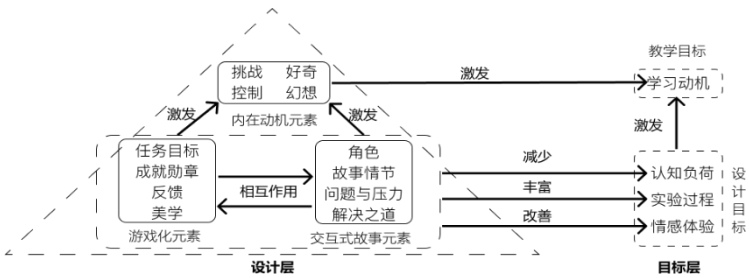 教学目标
挑战 好奇
控制 幻想
激发
学习动机
内在动机元素
激发
激发
激发
任务目标
成就勋章
反馈
美学
相互作用
角色
故事情节
问题与压力
解决之道
减少
丰富
改善
认知负荷
实验过程
情感体验
设计目标
游戏化元素
交互式故事元素
设计层
目标层